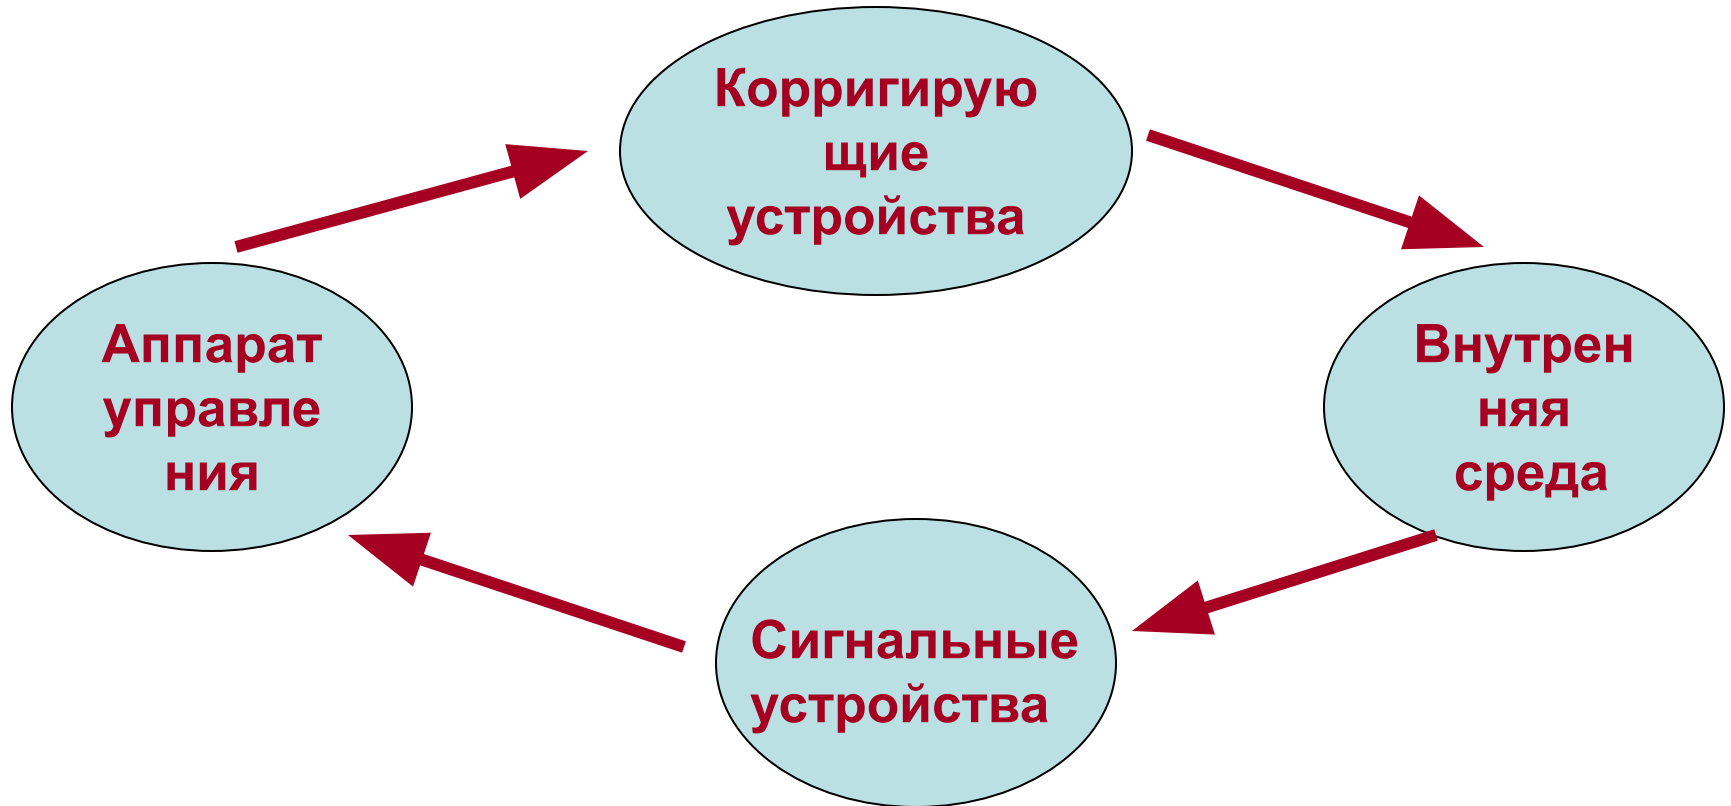 Корригирую
щие
устройства
Аппарат
управле
ния
Внутрен
няя
среда
Сигнальные
устройства